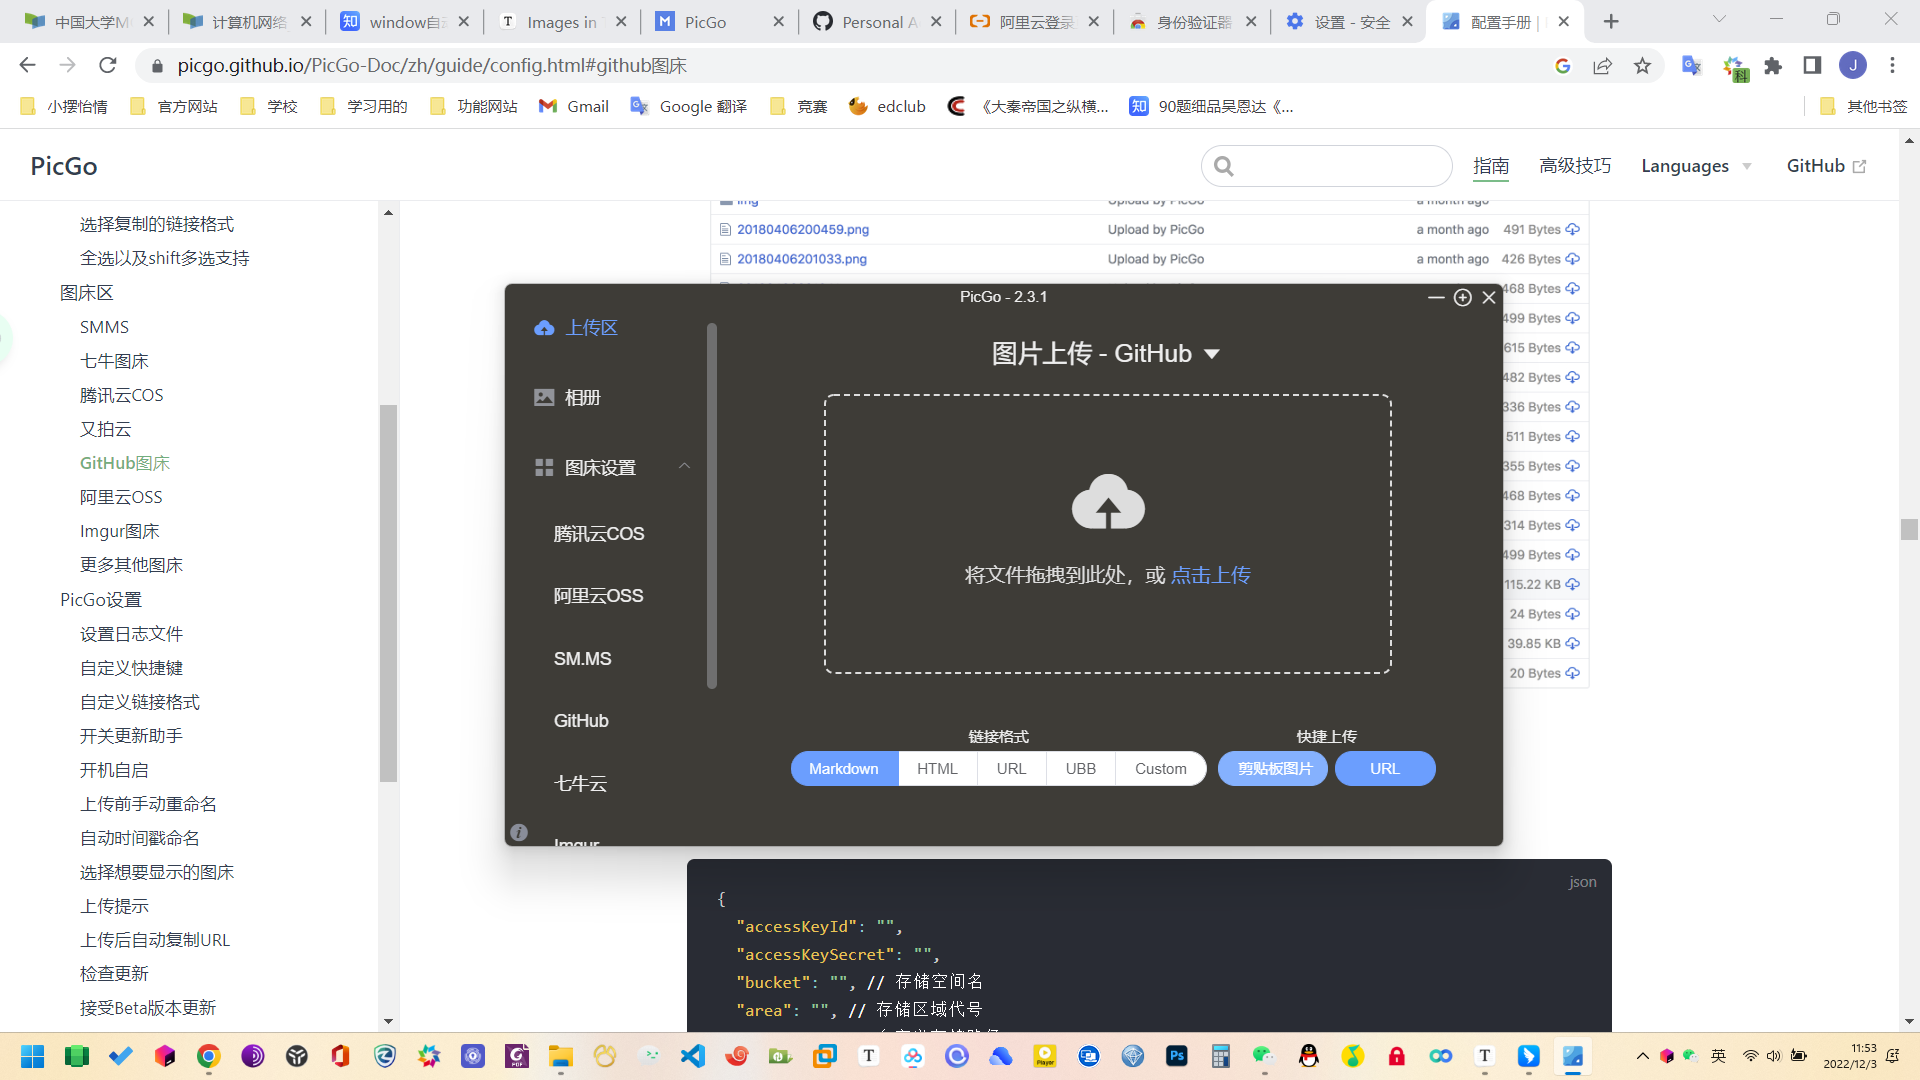 中国大学M
计算机网络
window自动
Images in
PicGo
Personal A
阿里云登录
身份验证器
设置 - 安全
配置手册 |
picgo.github.io/PicGo-Doc/zh/guide/config.html#github图床
J
小摆怡情
官方网站
学校
学习用的
功能网站
Gmail
Google 翻译
竞赛
edclub
《大秦帝国之纵横...
90题细品吴恩达《...
其他书签
PicGo
指南
高级技巧
Languages
GitHub
选择复制的链接格式
全选以及shift多选支持
图床区
SMMS
七牛图床
腾讯云COS
又拍云
GitHub图床
阿里云OSS
Imgur图床
更多其他图床
PicGo设置
设置日志文件
自定义快捷键
自定义链接格式
开关更新助手
开机自启
上传前手动重命名
自动时间戳命名
选择想要显示的图床
上传提示
上传后自动复制URL
检查更新
接受Beta版本更新
img Upload by PicGo a month ago
20180406200459.png Upload by PicGo a month ago 491 Bytes
20180406201033.png Upload by PicGo a month ago 426 Bytes
468 Bytes
499 Bytes
615 Bytes
482 Bytes
336 Bytes
511 Bytes
355 Bytes
468 Bytes
314 Bytes
499 Bytes
115.22 KB
24 Bytes
39.85 KB
20 Bytes
PicGo - 2.3.1
上传区
相册
图床设置
腾讯云COS
阿里云OSS
SM.MS
GitHub
七牛云
Imgur
图片上传 - GitHub
将文件拖拽到此处，或 点击上传
链接格式
快捷上传
Markdown
HTML
URL
UBB
Custom
剪贴板图片
URL
json
{
"accessKeyId": "",
"accessKeySecret": "",
"bucket": "", // 存储空间名
"area": "", // 存储区域代号
英
11:53
2022/12/3